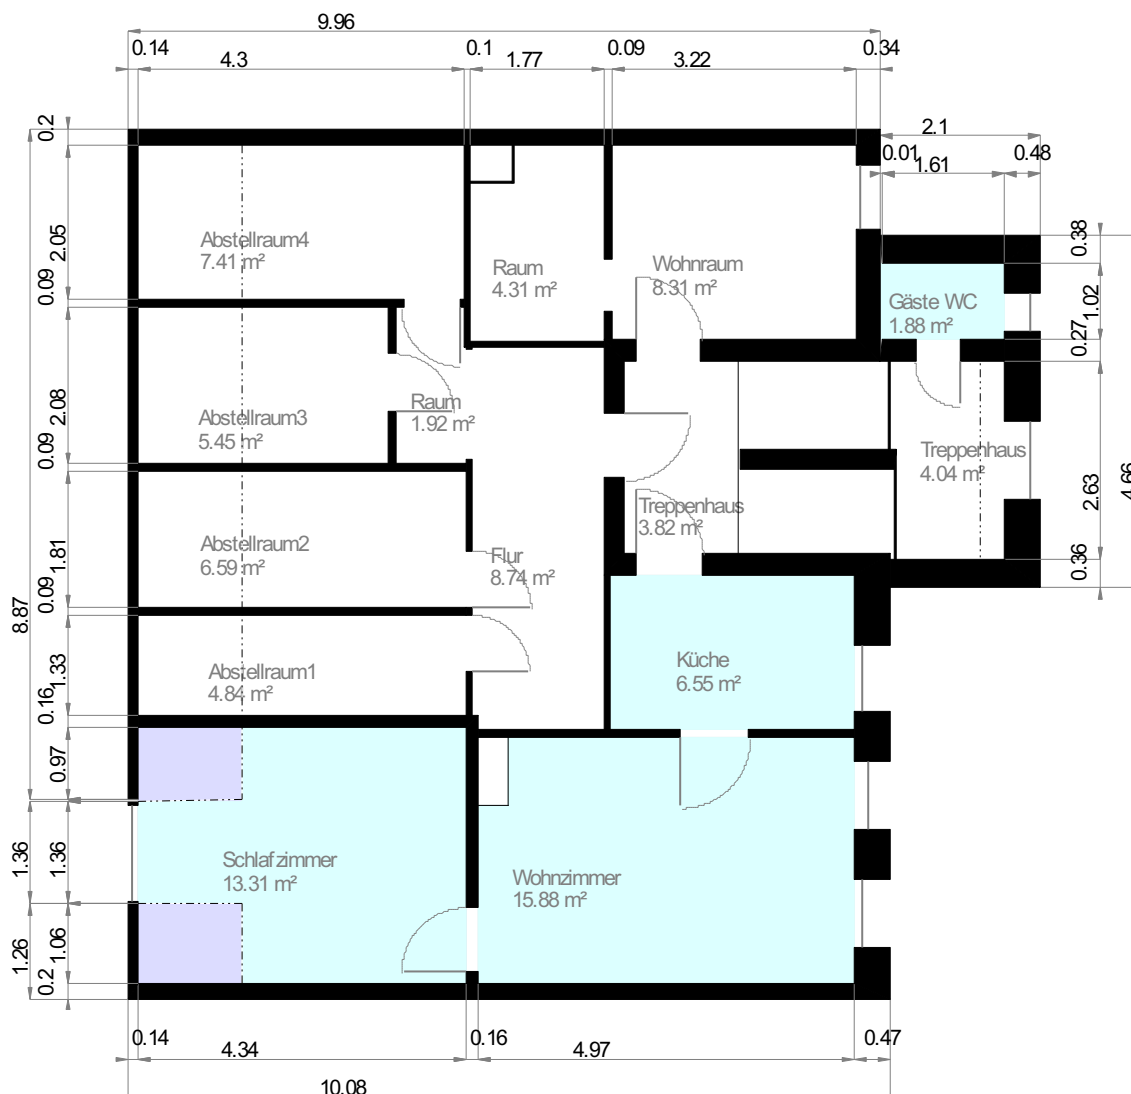 9.96
0.14
0.1
0.09
0.34
4.3
1.77
3.22
0.2
2.1
0.01
0.48
1.61
2.05
Abstellraum4
7.41 m²
Raum
4.31 m²
Wohnraum
8.31 m²
0.38
0.09
Gäste WC
1.88 m²
1.02
0.27
2.08
Abstellraum3
5.45 m²
Raum
1.92 m²
0.09
Treppenhaus
4.04 m²
4.66
2.63
Treppenhaus
3.82 m²
1.81
Abstellraum2
6.59 m²
Flur
8.74 m²
0.36
0.09
8.87
1.33
Abstellraum1
4.84 m²
Küche
6.55 m²
0.16
0.97
1.36
1.36
Schlafzimmer
13.31 m²
Wohnzimmer
15.88 m²
1.26
1.06
0.2
0.14
0.16
0.47
4.34
4.97
10.08